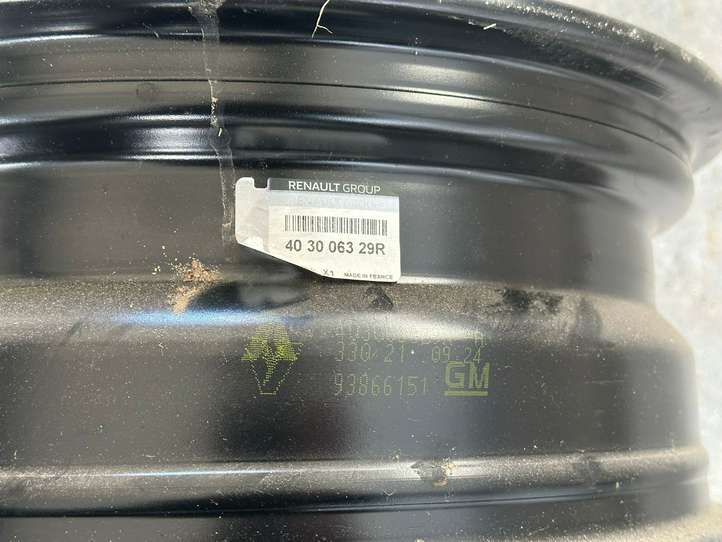 RENAULT GROUP
40 30 063 29R
X1 MADE IN FRANCE
330/21 09 24
93866151 GM